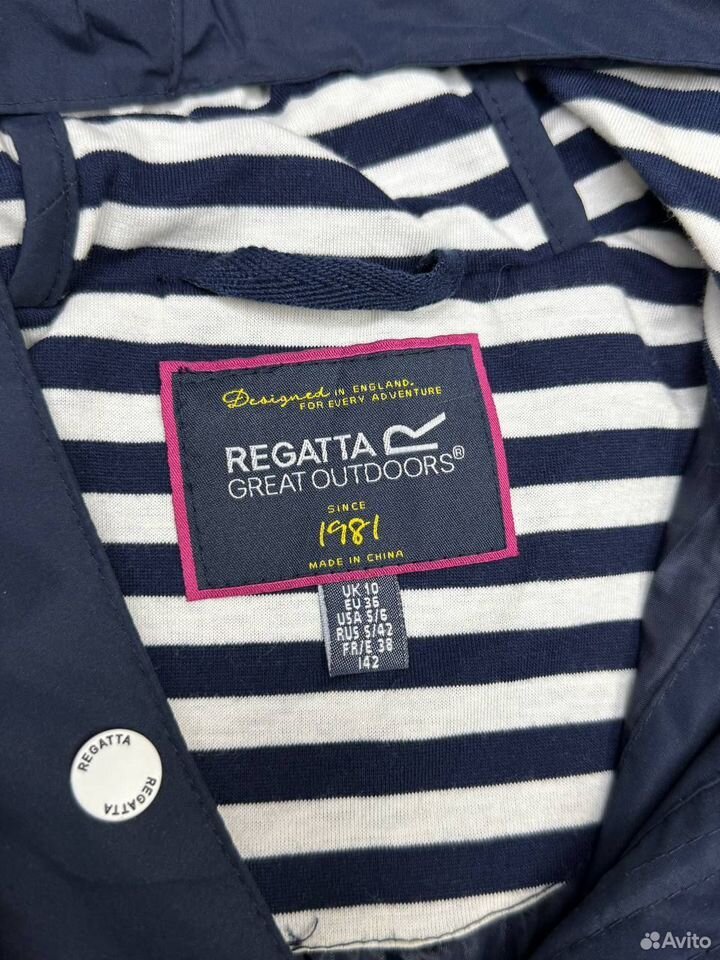 Designed IN ENGLAND.
FOR EVERY ADVENTURE
REGATTA R
GREAT OUTDOORS®
SINCE
1981
MADE IN CHINA
UK 10
EU 36
USA S/6
RUS S/42
FR/E 38
I42
REGATTA
REGATTA
Avito